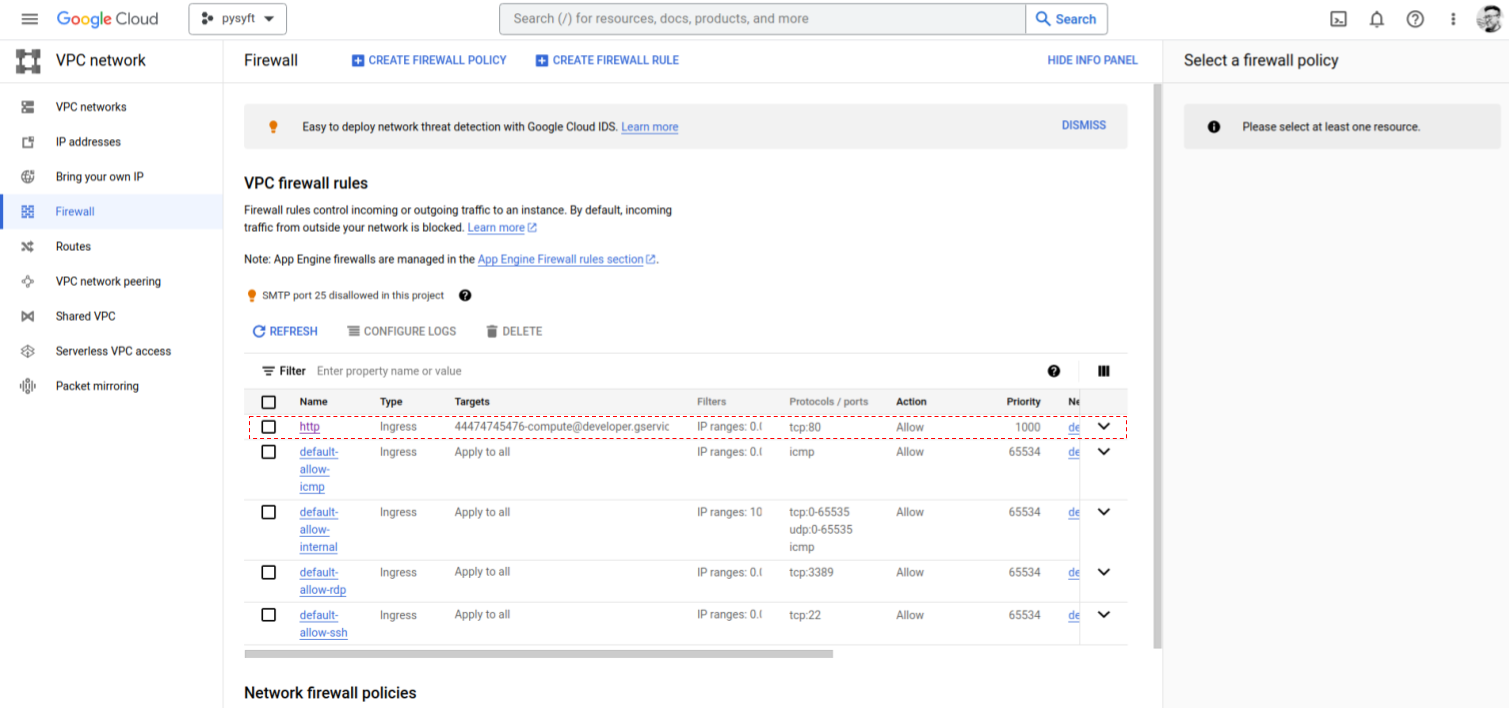 Google Cloud
pysyft
Search (/) for resources, docs, products, and more
Search
VPC network
Firewall
CREATE FIREWALL POLICY
CREATE FIREWALL RULE
HIDE INFO PANEL
Select a firewall policy
VPC networks
IP addresses
Bring your own IP
Firewall
Routes
VPC network peering
Shared VPC
Serverless VPC access
Packet mirroring
Easy to deploy network threat detection with Google Cloud IDS. Learn more
DISMISS
Please select at least one resource.
VPC firewall rules
Firewall rules control incoming or outgoing traffic to an instance. By default, incoming
traffic from outside your network is blocked. Learn more
Note: App Engine firewalls are managed in the App Engine Firewall rules section.
SMTP port 25 disallowed in this project
REFRESH
CONFIGURE LOGS
DELETE
Filter Enter property name or value
Name Type Targets Filters Protocols / ports Action Priority Ne
http Ingress 44474745476-compute@developer.gservic IP ranges: 0.( tcp:80 Allow 1000 de
default- Ingress Apply to all IP ranges: 0.( icmp Allow 65534 de
allow-
icmp
default- Ingress Apply to all IP ranges: 10 tcp:0-65535 Allow 65534 de
allow- udp:0-65535
internal icmp
default- Ingress Apply to all IP ranges: 0.( tcp:3389 Allow 65534 de
allow-rdp
default- Ingress Apply to all IP ranges: 0.( tcp:22 Allow 65534 de
allow-ssh
Network firewall policies